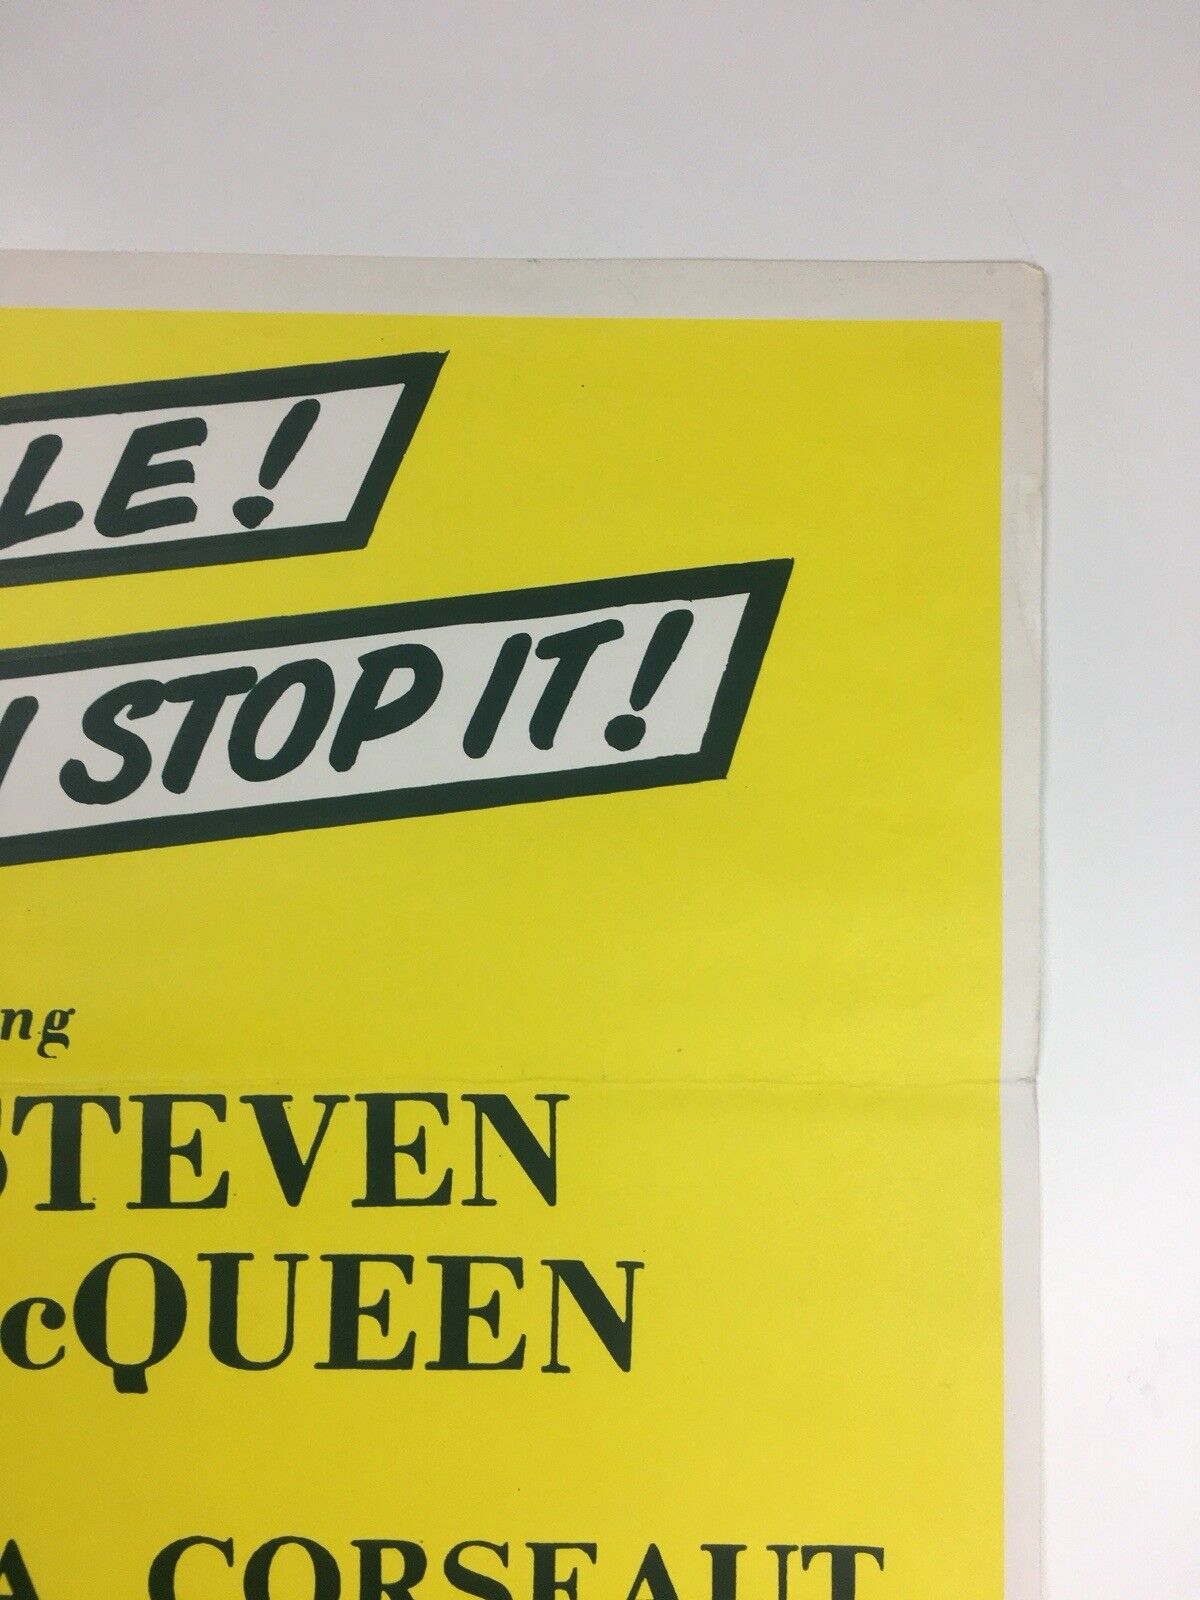 LE!
STOP IT!
ng
STEVEN
cQUEEN
A CORSEAUT